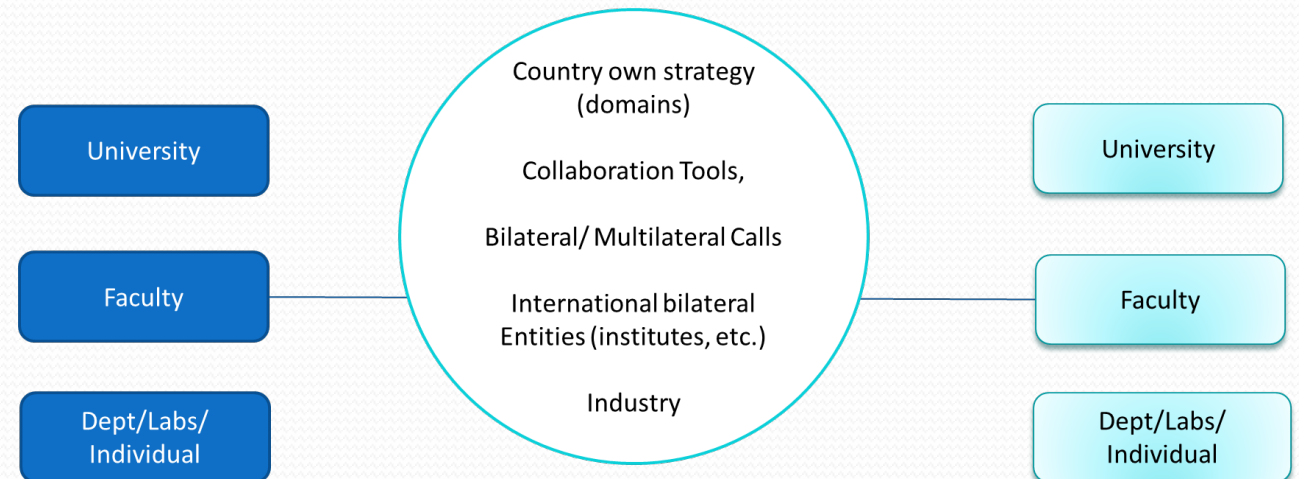 University
Faculty
Dept/Labs/
Individual
Country own strategy
(domains)
Collaboration Tools,
Bilateral/ Multilateral Calls
International bilateral
Entities (institutes, etc.)
Industry
University
Faculty
Dept/Labs/
Individual